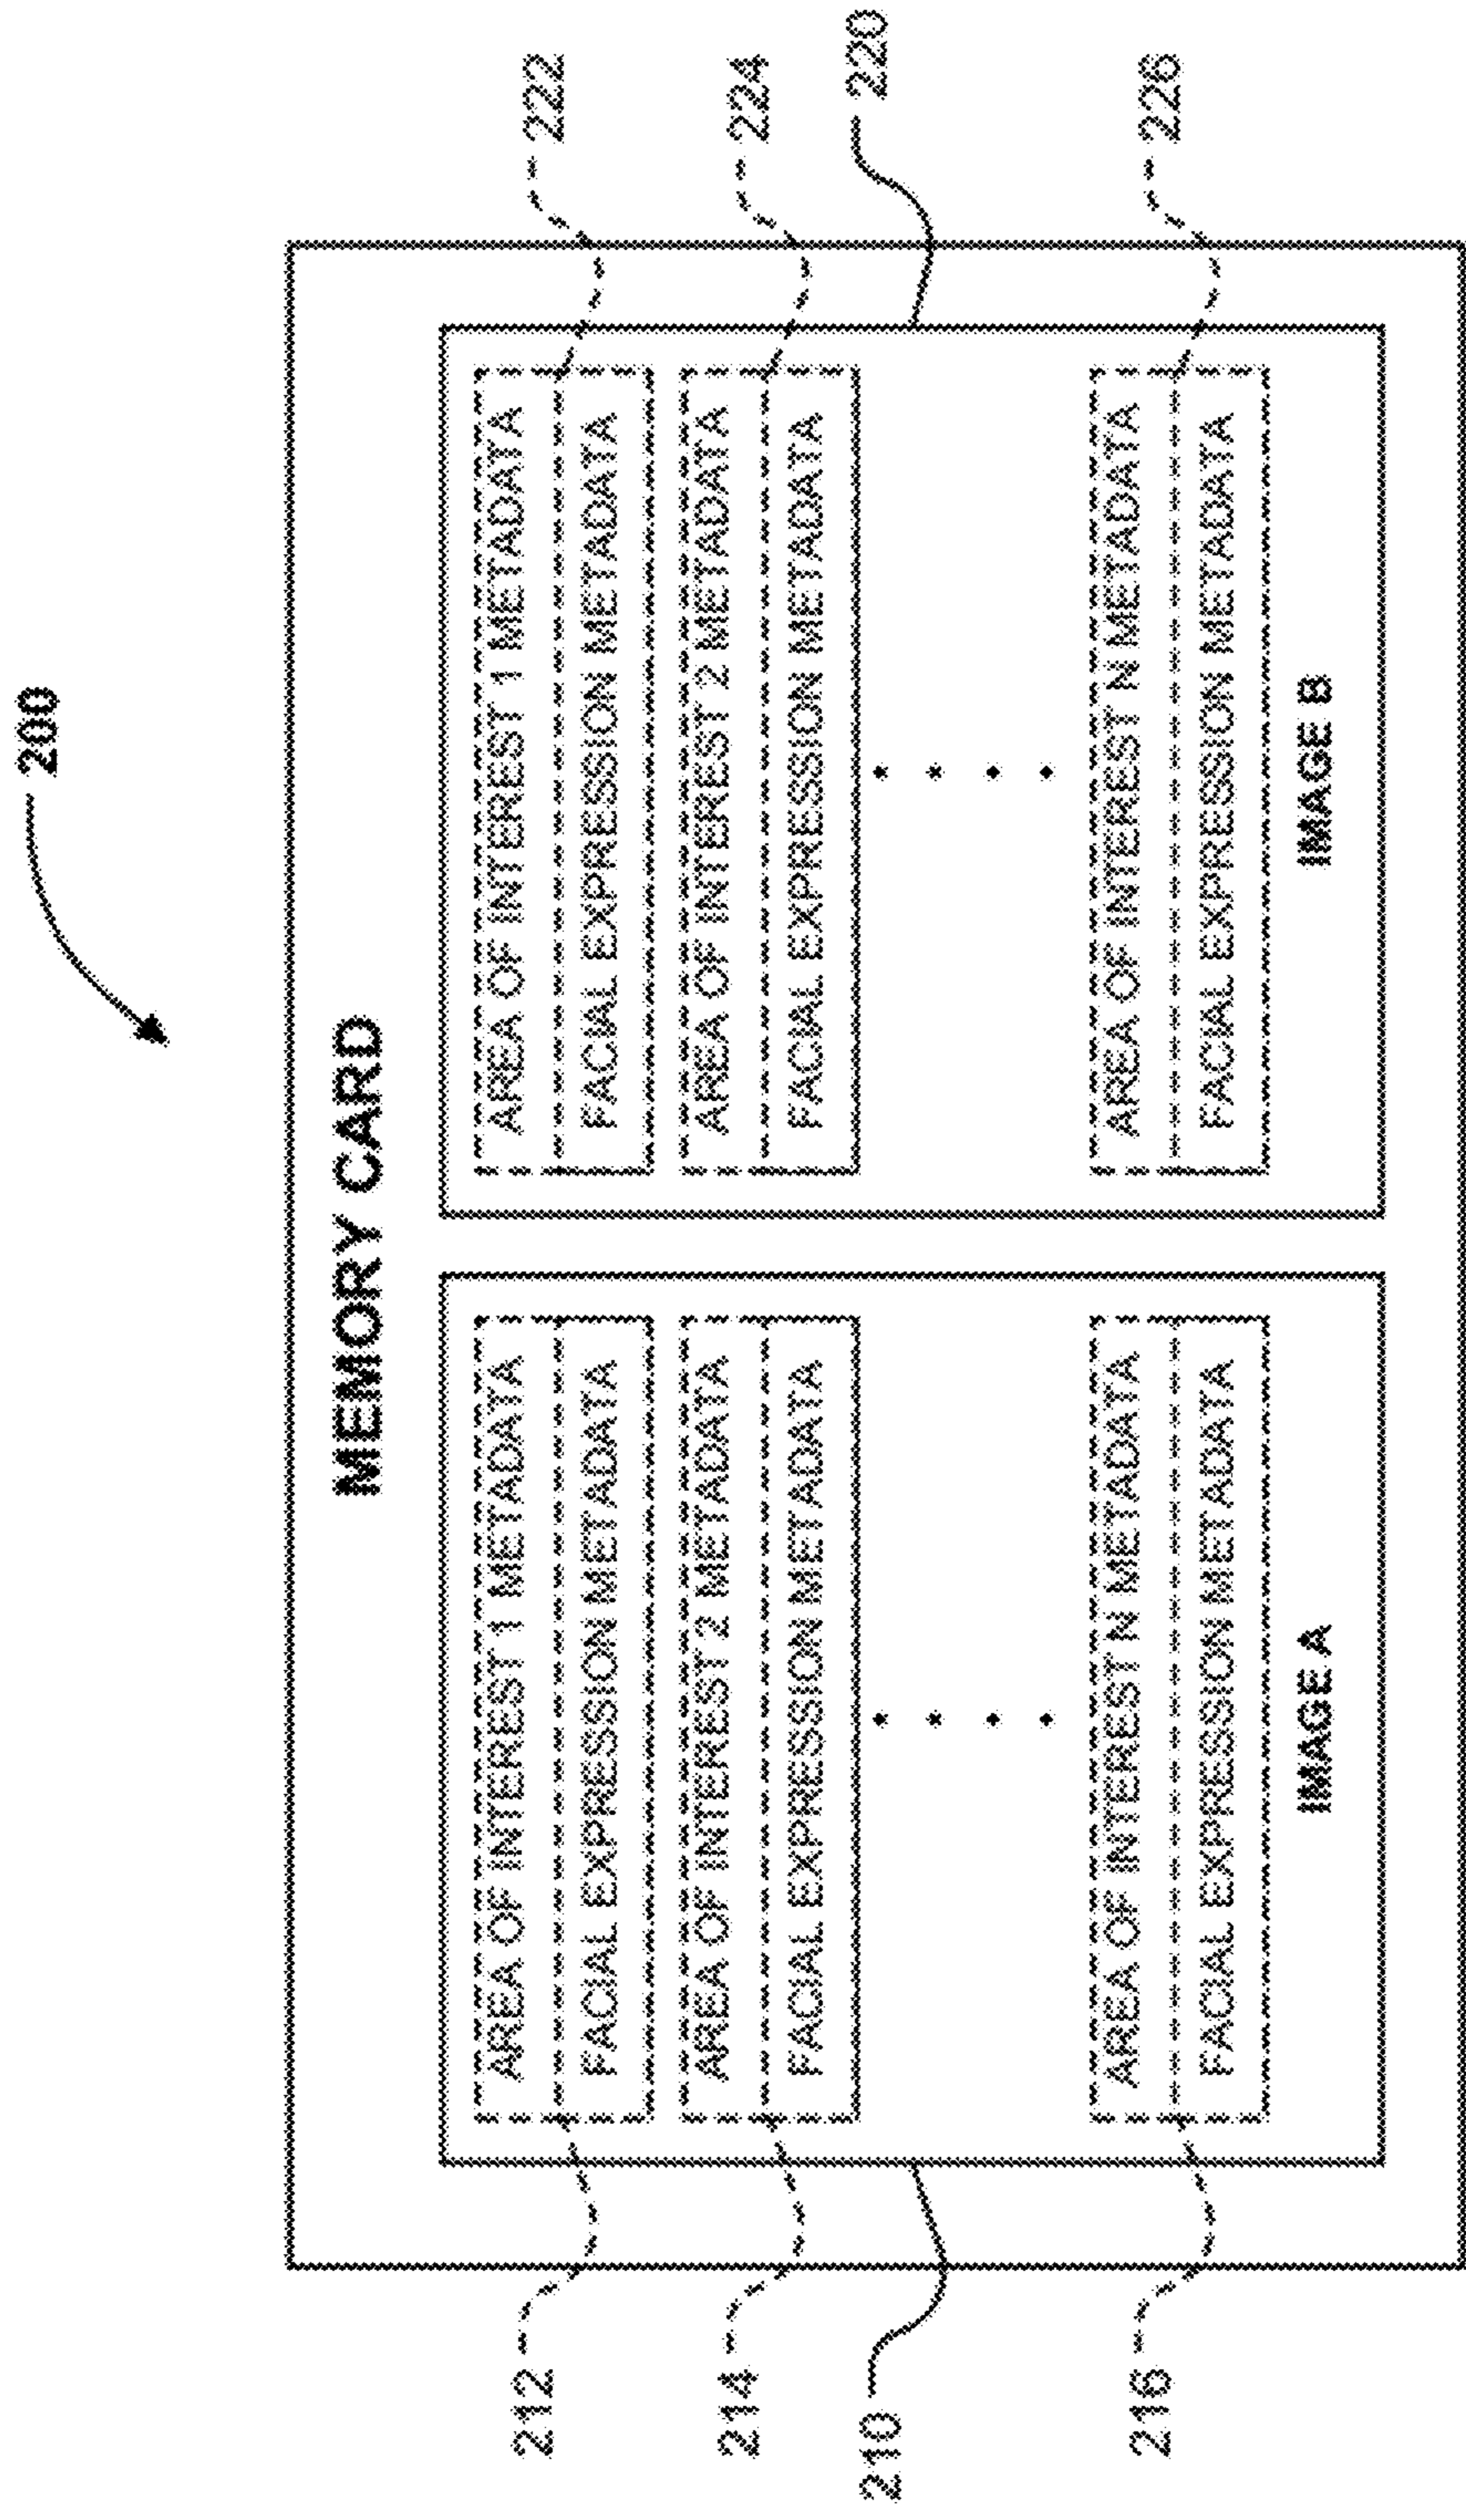 200
MEMORY CARD
212
AREA OF INTEREST 1 METADATA
FACIAL EXPRESSION METADATA
214
AREA OF INTEREST 2 METADATA
FACIAL EXPRESSION METADATA
210
216
AREA OF INTEREST N METADATA
FACIAL EXPRESSION METADATA
IMAGE A
222
AREA OF INTEREST 1 METADATA
FACIAL EXPRESSION METADATA
224
AREA OF INTEREST 2 METADATA
FACIAL EXPRESSION METADATA
220
226
AREA OF INTEREST N METADATA
FACIAL EXPRESSION METADATA
IMAGE B